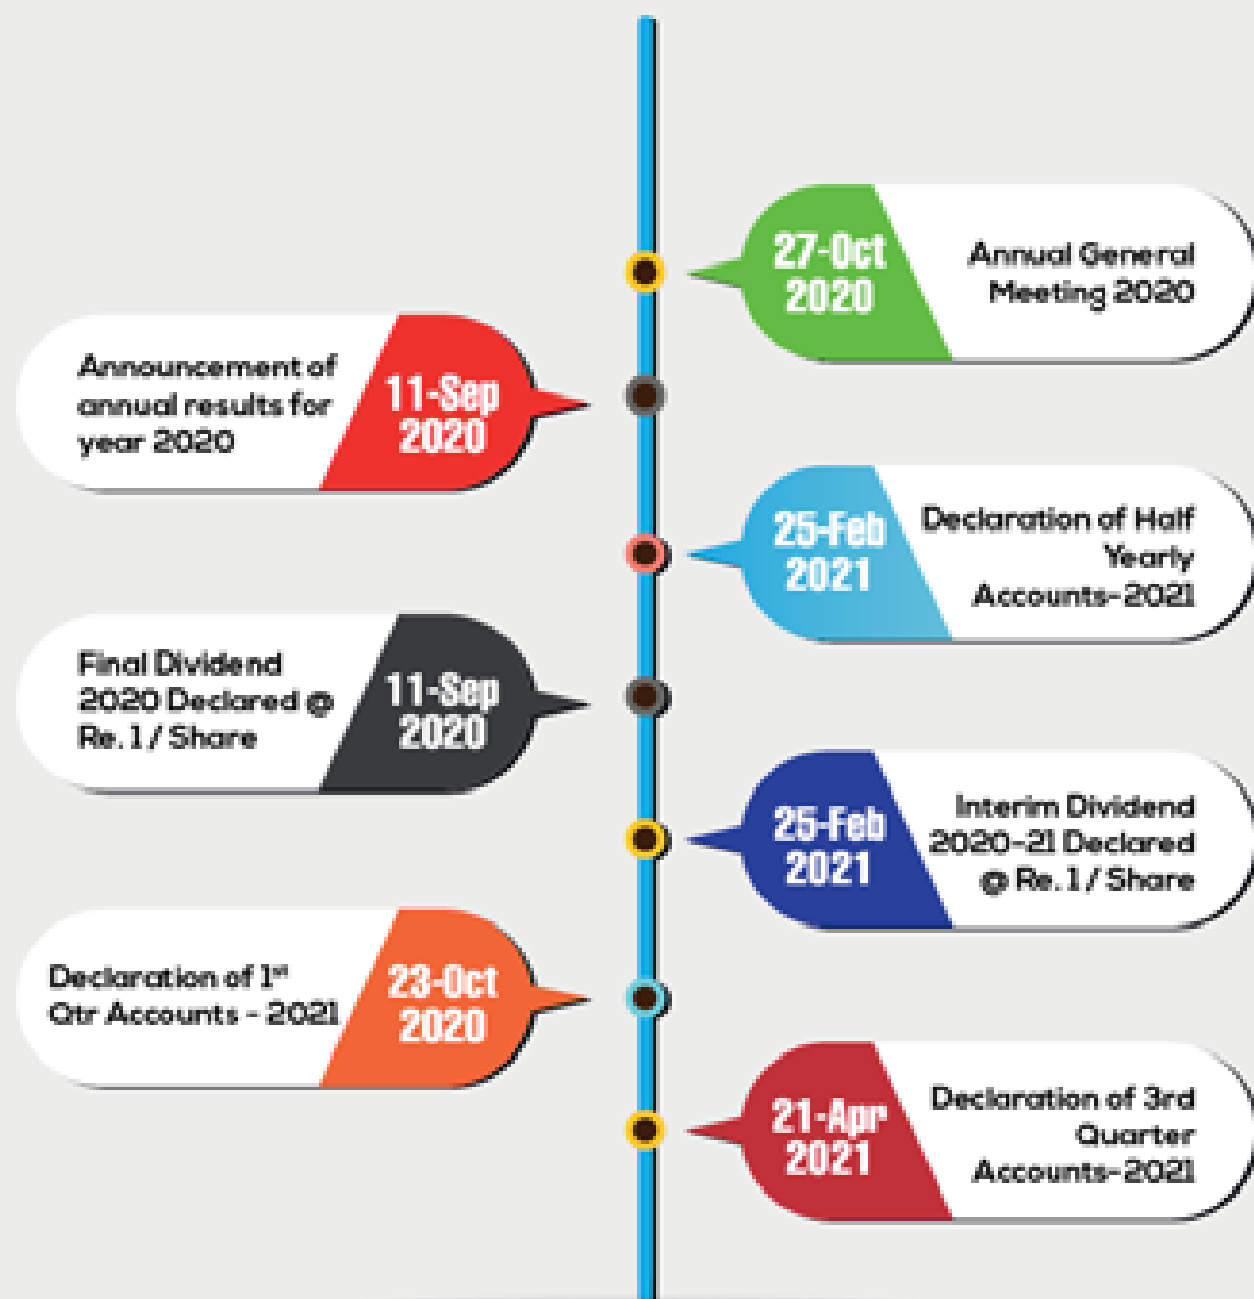 27-Oct
2020
Annual General
Meeting 2020
Announcement of
annual results for
year 2020
11-Sep
2020
25-Feb
2021
Declaration of Half
Yearly
Accounts-2021
Final Dividend
2020 Declared @
Re. 1 / Share
11-Sep
2020
25-Feb
2021
Interim Dividend
2020-21 Declared
@ Re. 1 / Share
Declaration of 1st
Qtr Accounts - 2021
23-Oct
2020
21-Apr
2021
Declaration of 3rd
Quarter
Accounts-2021